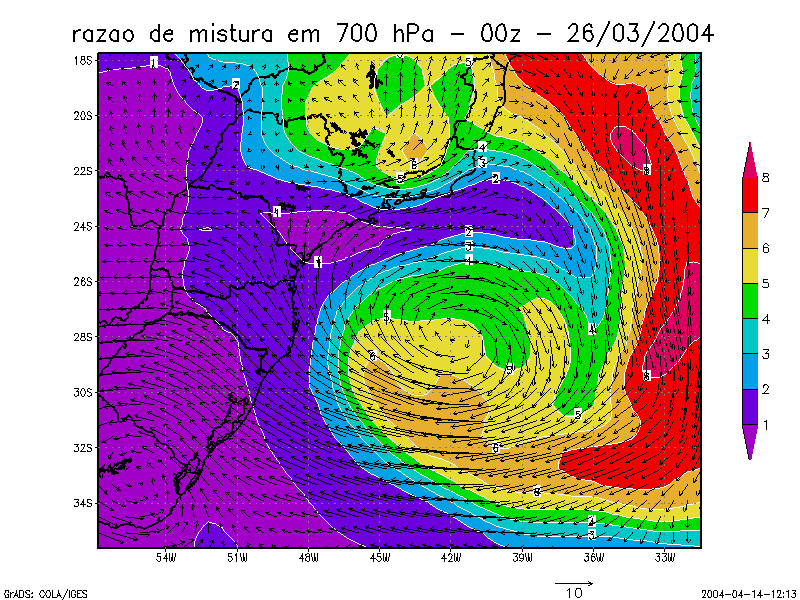 razao de mistura em 700 hPa - 00z - 26/03/2004
18S
20S
22S
24S
26S
28S
30S
32S
34S
54W 51W 48W 45W 42W 39W 36W 33W
8
7
6
5
4
3
2
1
10
GrADS: COLA/IGES
2004-04-14-12:13